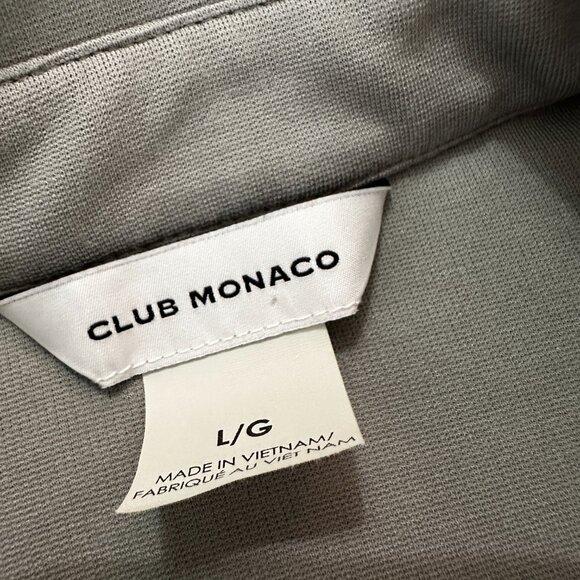 CLUB MONACO
L/G
MADE IN VIETNAM/
FABRIQUÉ AU VIET NAM